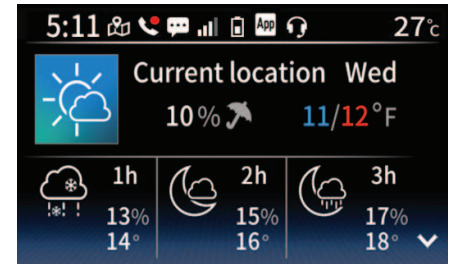 5:11 App 27°c
Current location Wed
10% 11/12°F
1h 2h 3h
13% 15% 17%
14° 16° 18°